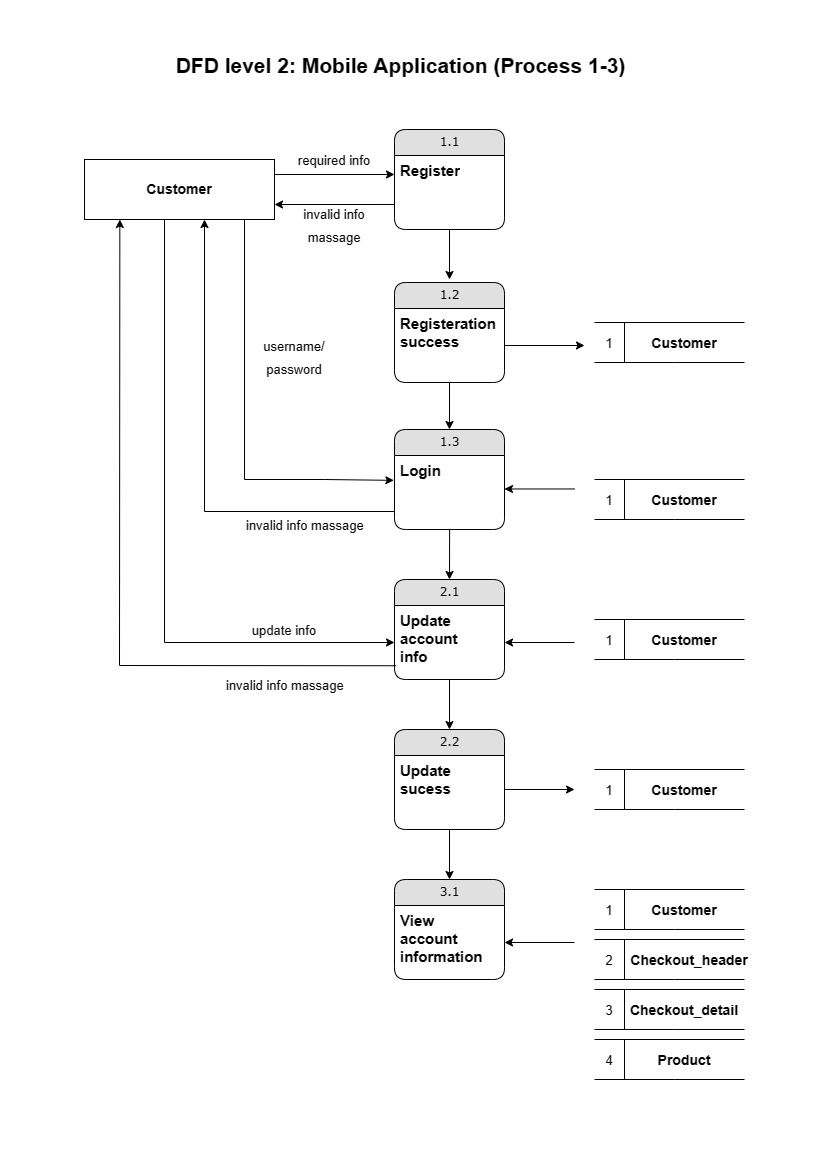 DFD level 2: Mobile Application (Process 1-3)
1.1
required info
Register
Customer
invalid info
massage
1.2
Registeration
success
1
Customer
username/
password
1.3
Login
1
Customer
invalid info massage
2.1
Update
account
info
update info
1
Customer
invalid info massage
2.2
Update
sucess
1
Customer
3.1
View
account
information
1
Customer
2
Checkout_header
3
Checkout_detail
4
Product